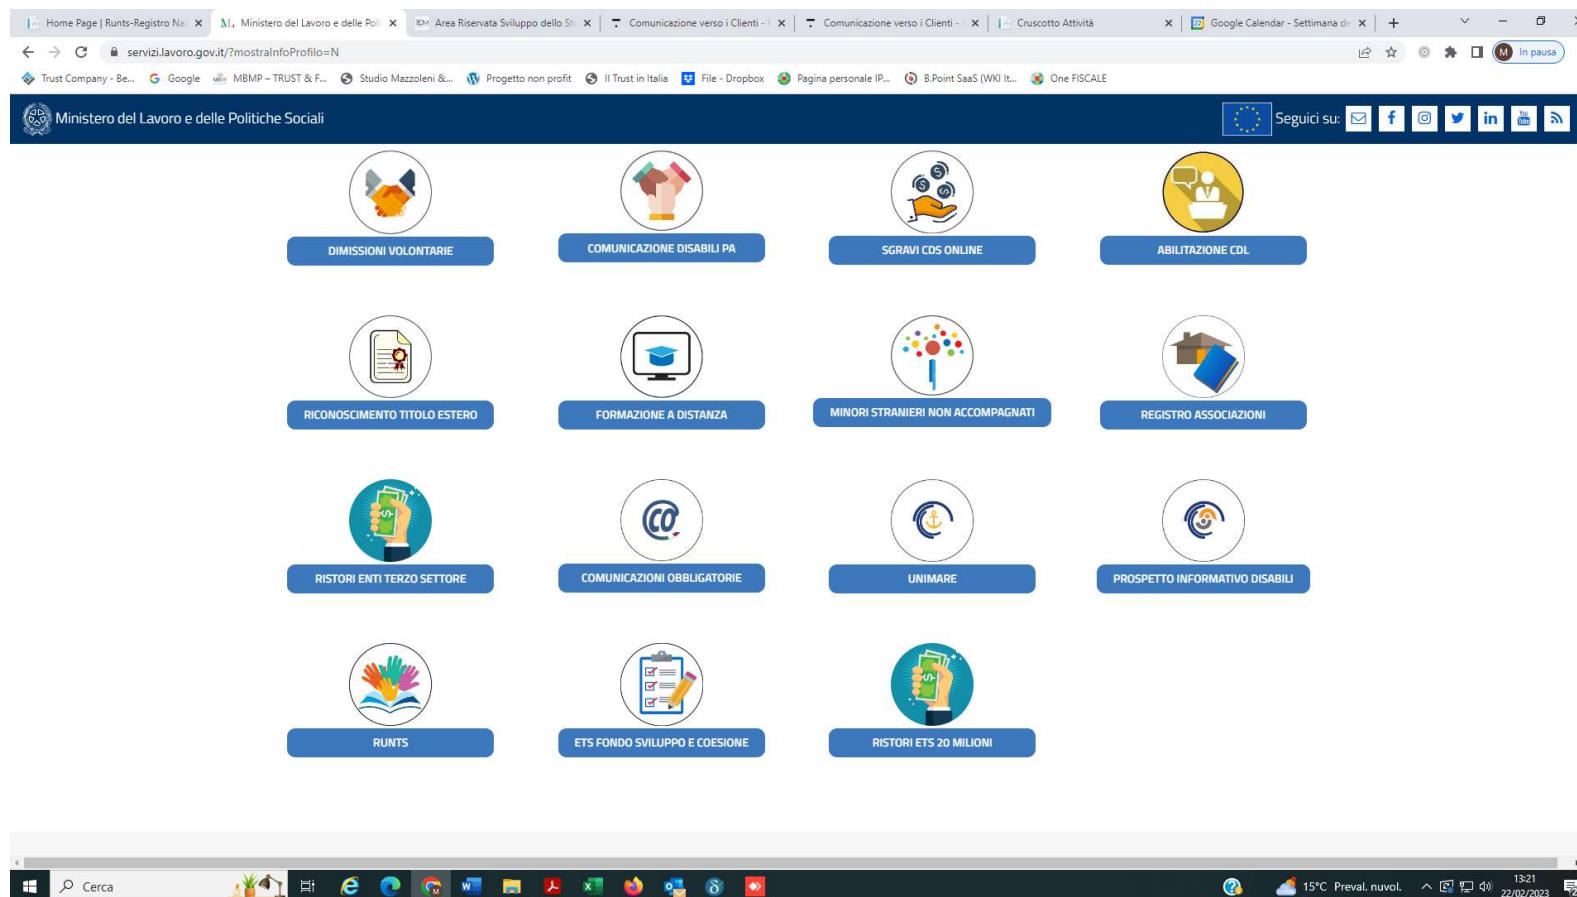 Home Page | Runts-Registro Na
Ministero del Lavoro e delle Poli
Area Riservata Sviluppo dello St
Comunicazione verso i Clienti -
Comunicazione verso i Clienti -
Cruscotto Attività
Google Calendar - Settimana de
servizi.lavoro.gov.it/?mostraInfoProfilo=N
M In pausa
Trust Company - Be...
Google
MBMP – TRUST & F...
Studio Mazzoleni &...
Progetto non profit
Il Trust in Italia
File - Dropbox
Pagina personale IP...
B.Point SaaS (WKI It...
One FISCALE
Ministero del Lavoro e delle Politiche Sociali
Seguici su:
DIMISSIONI VOLONTARIE
COMUNICAZIONE DISABILI PA
SGRAVI CDS ONLINE
ABILITAZIONE CDL
RICONOSCIMENTO TITOLO ESTERO
FORMAZIONE A DISTANZA
MINORI STRANIERI NON ACCOMPAGNATI
REGISTRO ASSOCIAZIONI
RISTORI ENTI TERZO SETTORE
COMUNICAZIONI OBBLIGATORIE
UNIMARE
PROSPETTO INFORMATIVO DISABILI
RUNTS
ETS FONDO SVILUPPO E COESIONE
RISTORI ETS 20 MILIONI
Cerca
15°C Preval. nuvol.
13:21
22/02/2023